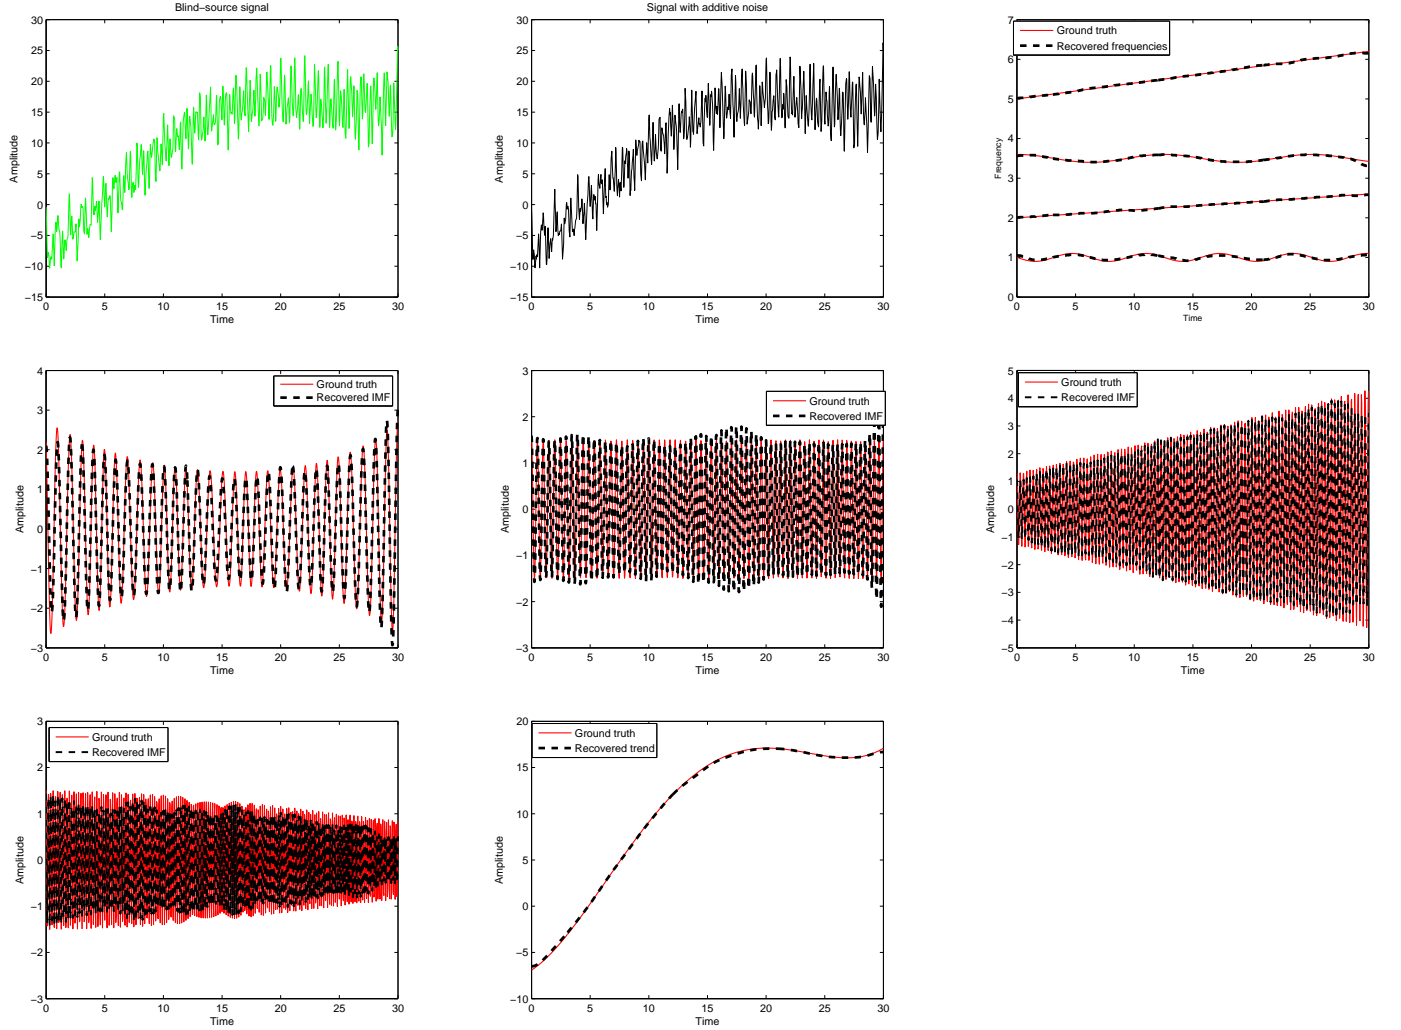 Blind−source signal
30
25
20
15
10
5
0
−5
−10
−15
Amplitude
0 5 10 15 20 25 30
Time
Signal with additive noise
30
25
20
15
10
5
0
−5
−10
−15
Amplitude
0 5 10 15 20 25 30
Time
7
6
5
4
3
2
1
0
Frequency
Ground truth
Recovered frequencies
0 5 10 15 20 25 30
Time
4
3
2
1
0
−1
−2
−3
Amplitude
Ground truth
Recovered IMF
0 5 10 15 20 25 30
Time
3
2
1
0
−1
−2
−3
Amplitude
Ground truth
Recovered IMF
0 5 10 15 20 25 30
Time
5
4
3
2
1
0
−1
−2
−3
−4
−5
Amplitude
Ground truth
Recovered IMF
0 5 10 15 20 25 30
Time
3
2
1
0
−1
−2
−3
Amplitude
Ground truth
Recovered IMF
0 5 10 15 20 25 30
Time
20
15
10
5
0
−5
−10
Amplitude
Ground truth
Recovered trend
0 5 10 15 20 25 30
Time